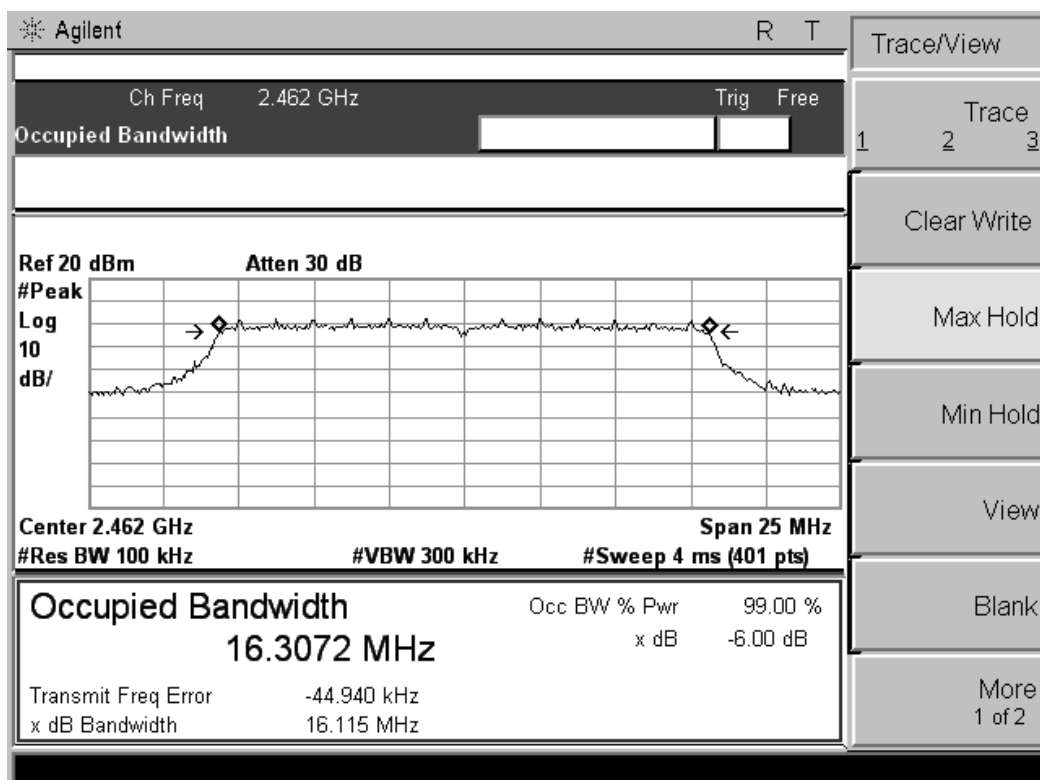 Agilent R T
Trace/View
Ch Freq 2.462 GHz Trig Free
Occupied Bandwidth
Trace
1 2 3
Clear Write
Ref 20 dBm Atten 30 dB
#Peak
Log
10
dB/
Max Hold
Min Hold
View
Center 2.462 GHz Span 25 MHz
#Res BW 100 kHz #VBW 300 kHz #Sweep 4 ms (401 pts)
Occupied Bandwidth
16.3072 MHz
Occ BW % Pwr 99.00 %
x dB -6.00 dB
Transmit Freq Error -44.940 kHz
x dB Bandwidth 16.115 MHz
Blank
More
1 of 2